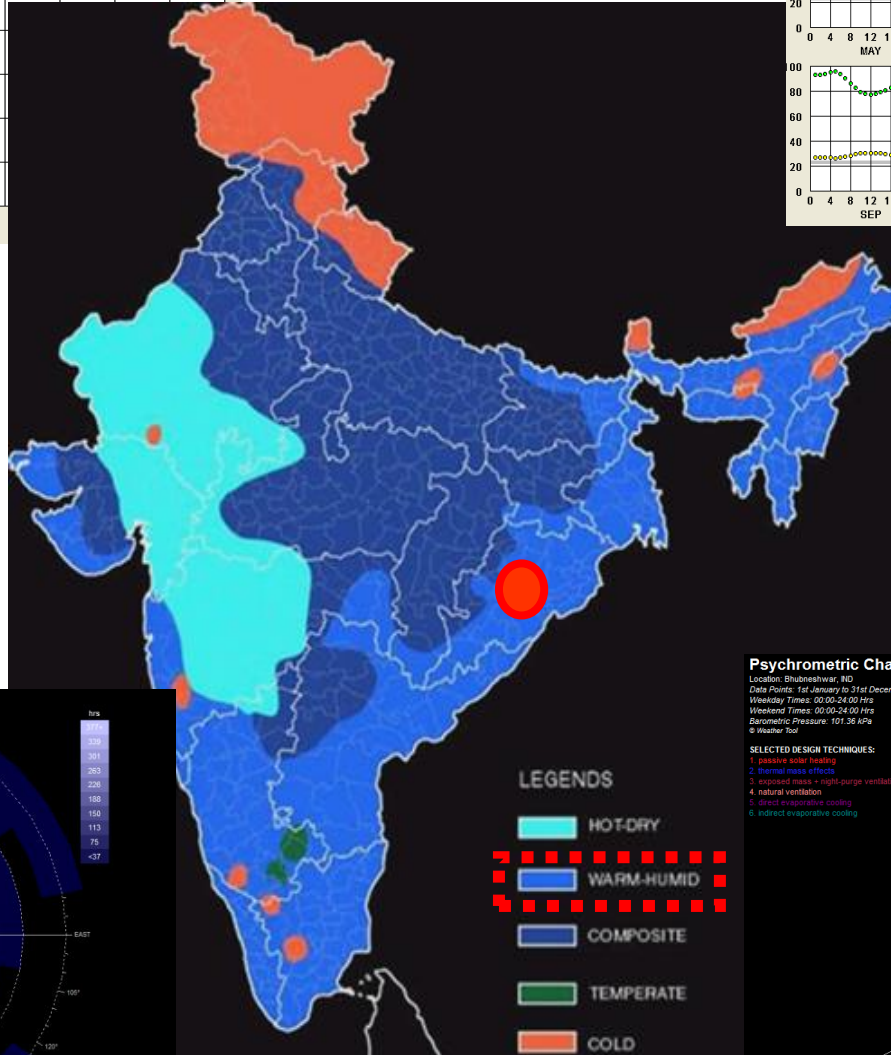 20
0
0 4 8 12 1
MAY
00
80
60
40
20
0
0 4 8 12 1
SEP
Psychrometric Cha
Location: Bhubneshwar, IND
Data Points: 1st January to 31st Decem
Weekday Times: 00:00-24:00 Hrs
Weekend Times: 00:00-24:00 Hrs
Barometric Pressure: 101.36 kPa
© Weather Tool
SELECTED DESIGN TECHNIQUES:
1. passive solar heating
2. thermal mass effects
3. exposed mass + night-purge ventilati
4. natural ventilation
5. direct evaporative cooling
6. indirect evaporative cooling
hrs
377+
339
301
263
226
188
150
113
75
<37
EAST
105°
120°
LEGENDS
HOT-DRY
WARM-HUMID
COMPOSITE
TEMPERATE
COLD